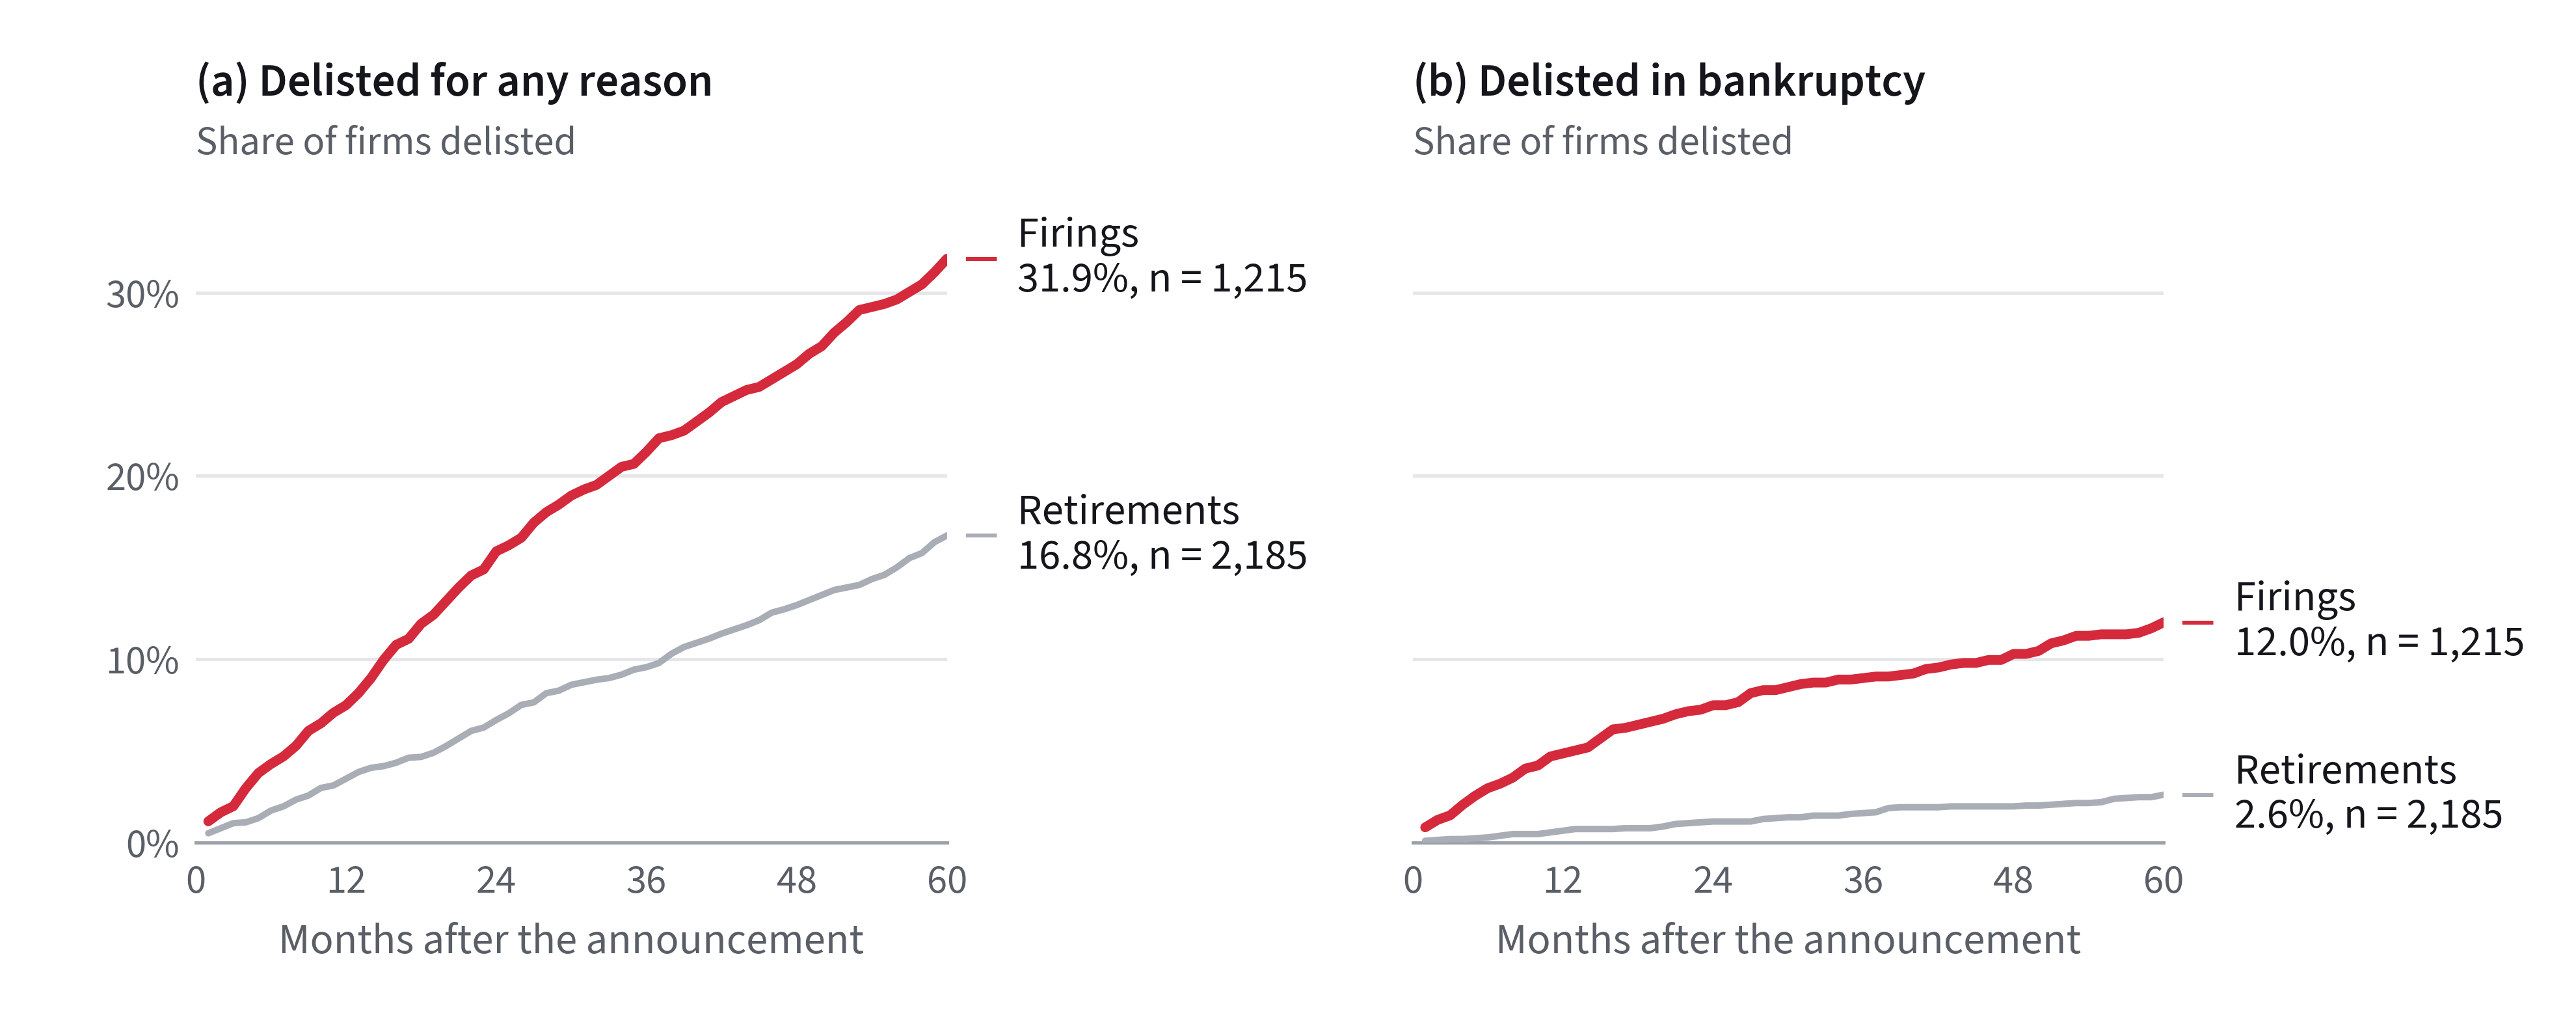 (a) Delisted for any reason
Share of firms delisted
30%
20%
10%
0%
0 12 24 36 48 60
Months after the announcement
Firings
31.9%, n = 1,215
Retirements
16.8%, n = 2,185
(b) Delisted in bankruptcy
Share of firms delisted
0 12 24 36 48 60
Months after the announcement
Firings
12.0%, n = 1,215
Retirements
2.6%, n = 2,185